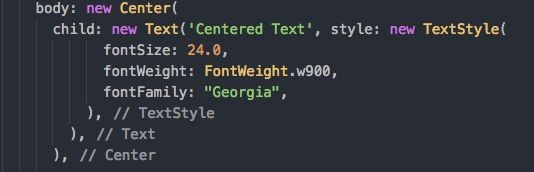 body: new Center(
child: new Text('Centered Text', style: new TextStyle(
fontSize: 24.0,
fontWeight: FontWeight.w900,
fontFamily: "Georgia",
), // TextStyle
), // Text
), // Center